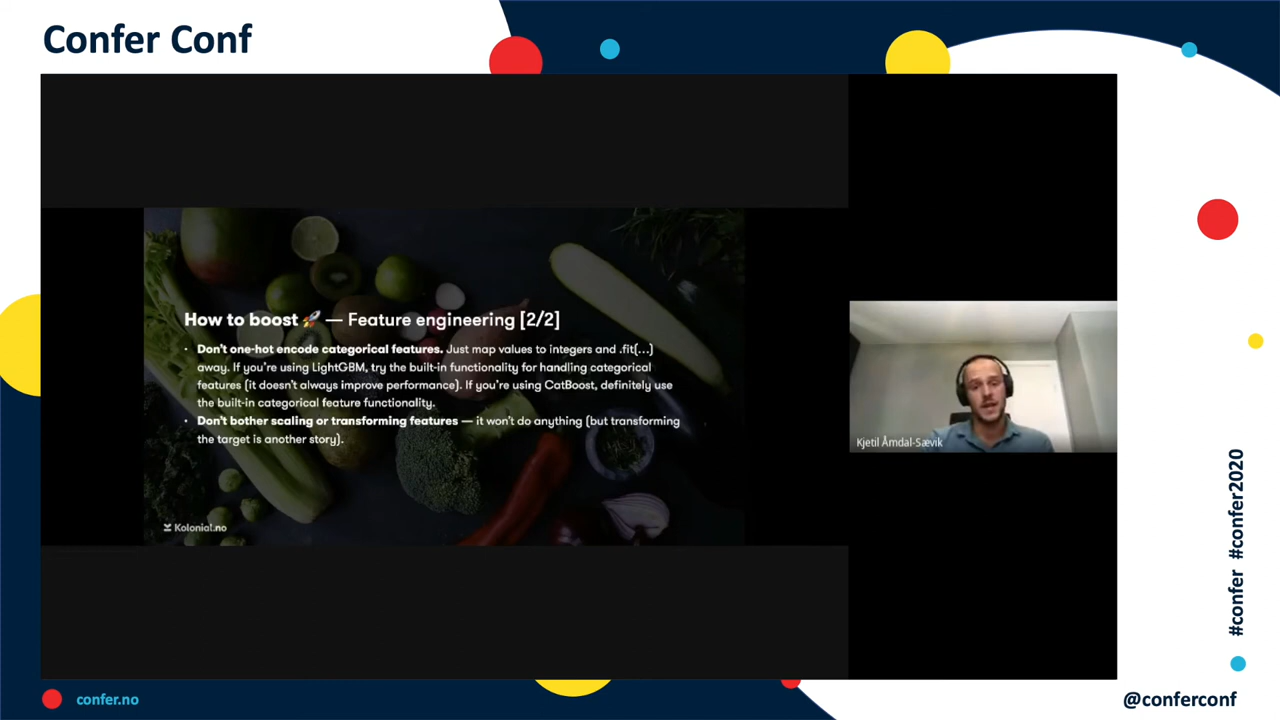 Confer Conf
How to boost 🚀 — Feature engineering [2/2]
• Don't one-hot encode categorical features. Just map values to integers and .fit(...)
away. If you're using LightGBM, try the built-in functionality for handling categorical
features (it doesn't always improve performance). If you're using CatBoost, definitely use
the built-in categorical feature functionality.
• Don't bother scaling or transforming features — it won't do anything (but transforming
the target is another story).
Kolonial.no
Kjetil Åmdal-Sævik
#confer #confer2020
confer.no
@conferconf